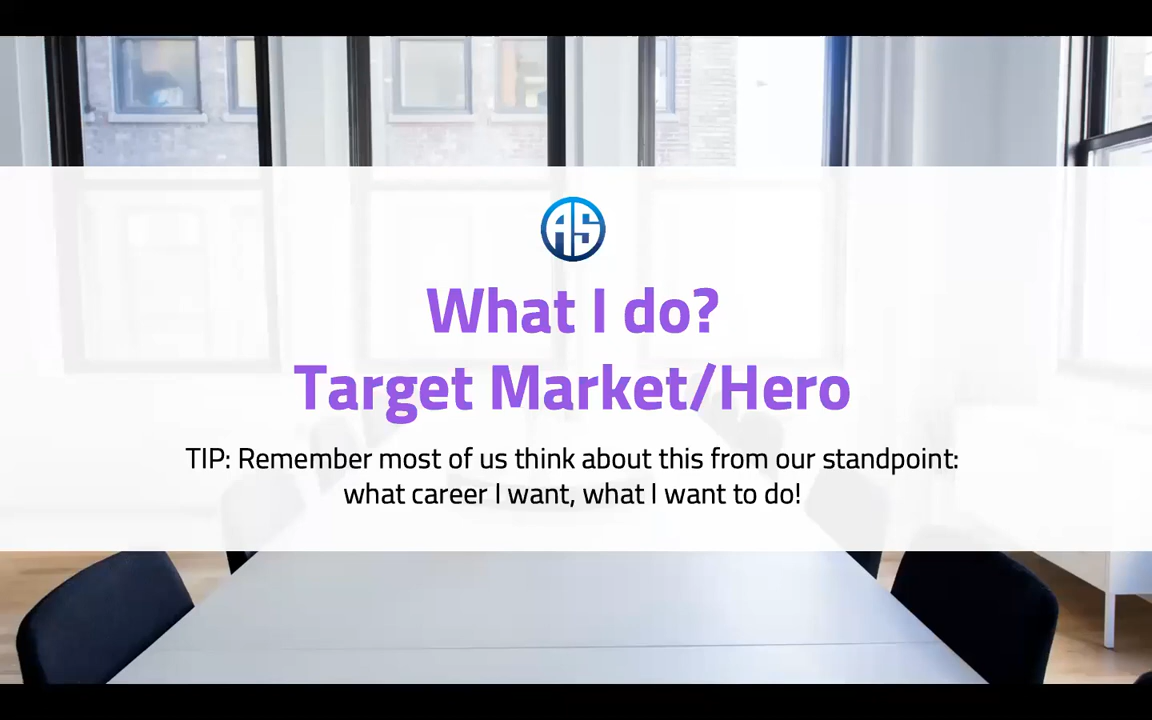 AS
What I do?
Target Market/Hero
TIP: Remember most of us think about this from our standpoint:
what career I want, what I want to do!